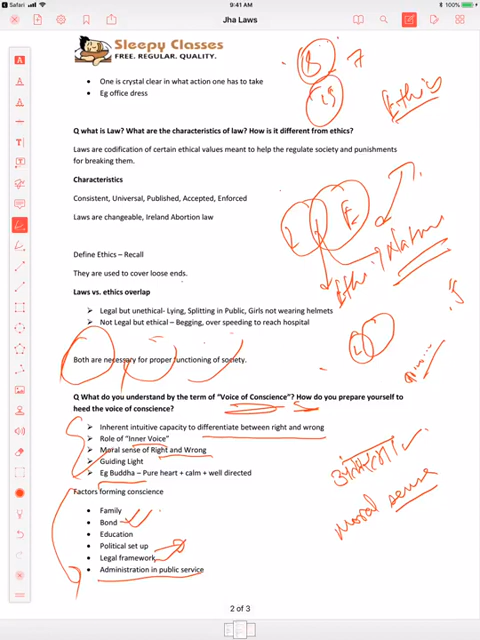 Safari
9:41 AM
100%
Jha Laws
Sleepy Classes
FREE. REGULAR. QUALITY.
• One is crystal clear in what action one has to take
• Eg office dress
B
Ethics
Q what is Law? What are the characteristics of law? How is it different from ethics?
Laws are codification of certain ethical values meant to help the regulate society and punishments
for breaking them.
Characteristics
Consistent, Universal, Published, Accepted, Enforced
Laws are changeable, Ireland Abortion law
L E
Nature
Define Ethics – Recall
They are used to cover loose ends.
Laws vs. ethics overlap
➢ Legal but unethical- Lying, Splitting in Public, Girls not wearing helmets
➢ Not Legal but ethical – Begging, over speeding to reach hospital
Both are necessary for proper functioning of society.
Q What do you understand by the term of "Voice of Conscience"? How do you prepare yourself to
heed the voice of conscience?
• Inherent intuitive capacity to differentiate between right and wrong
• Role of "Inner Voice"
• Moral sense of Right and Wrong
• Guiding Light
• Eg Buddha – Pure heart + calm + well directed
moral sense
Factors forming conscience
• Family
• Bond
• Education
• Political set up
• Legal framework
• Administration in public service
2 of 3